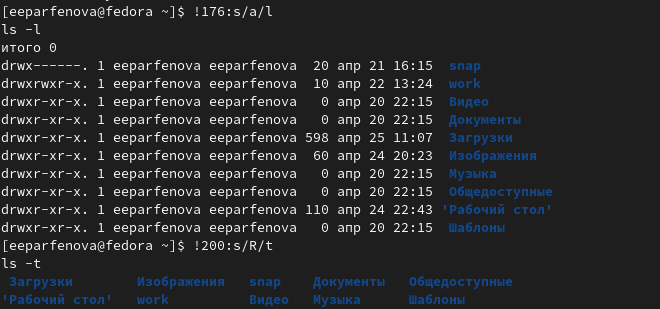 [eeparfenova@fedora ~]$ !176:s/a/l
ls -l
итого 0
drwx------. 1 eeparfenova eeparfenova  20 апр 21 16:15  snap
drwxrwxr-x. 1 eeparfenova eeparfenova  10 апр 22 13:24  work
drwxr-xr-x. 1 eeparfenova eeparfenova   0 апр 20 22:15  Видео
drwxr-xr-x. 1 eeparfenova eeparfenova   0 апр 20 22:15  Документы
drwxr-xr-x. 1 eeparfenova eeparfenova 598 апр 25 11:07  Загрузки
drwxr-xr-x. 1 eeparfenova eeparfenova  60 апр 24 20:23  Изображения
drwxr-xr-x. 1 eeparfenova eeparfenova   0 апр 20 22:15  Музыка
drwxr-xr-x. 1 eeparfenova eeparfenova   0 апр 20 22:15  Общедоступные
drwxr-xr-x. 1 eeparfenova eeparfenova 110 апр 24 22:43 'Рабочий стол'
drwxr-xr-x. 1 eeparfenova eeparfenova   0 апр 20 22:15  Шаблоны
[eeparfenova@fedora ~]$ !200:s/R/t
ls -t
 Загрузки        Изображения   snap    Документы   Общедоступные
'Рабочий стол'   work          Видео   Музыка      Шаблоны